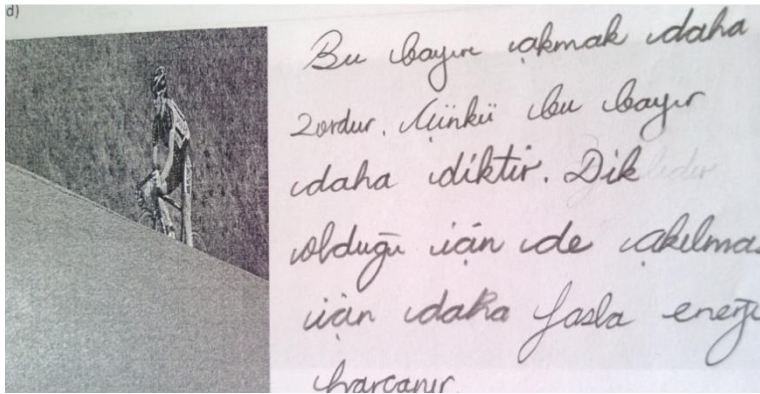 d)
Bu bayırı çıkmak daha
zordur. Çünkü bu bayır
daha diktir. Dik
olduğu için de çıkılma
için daha fazla enerji
harcanır.